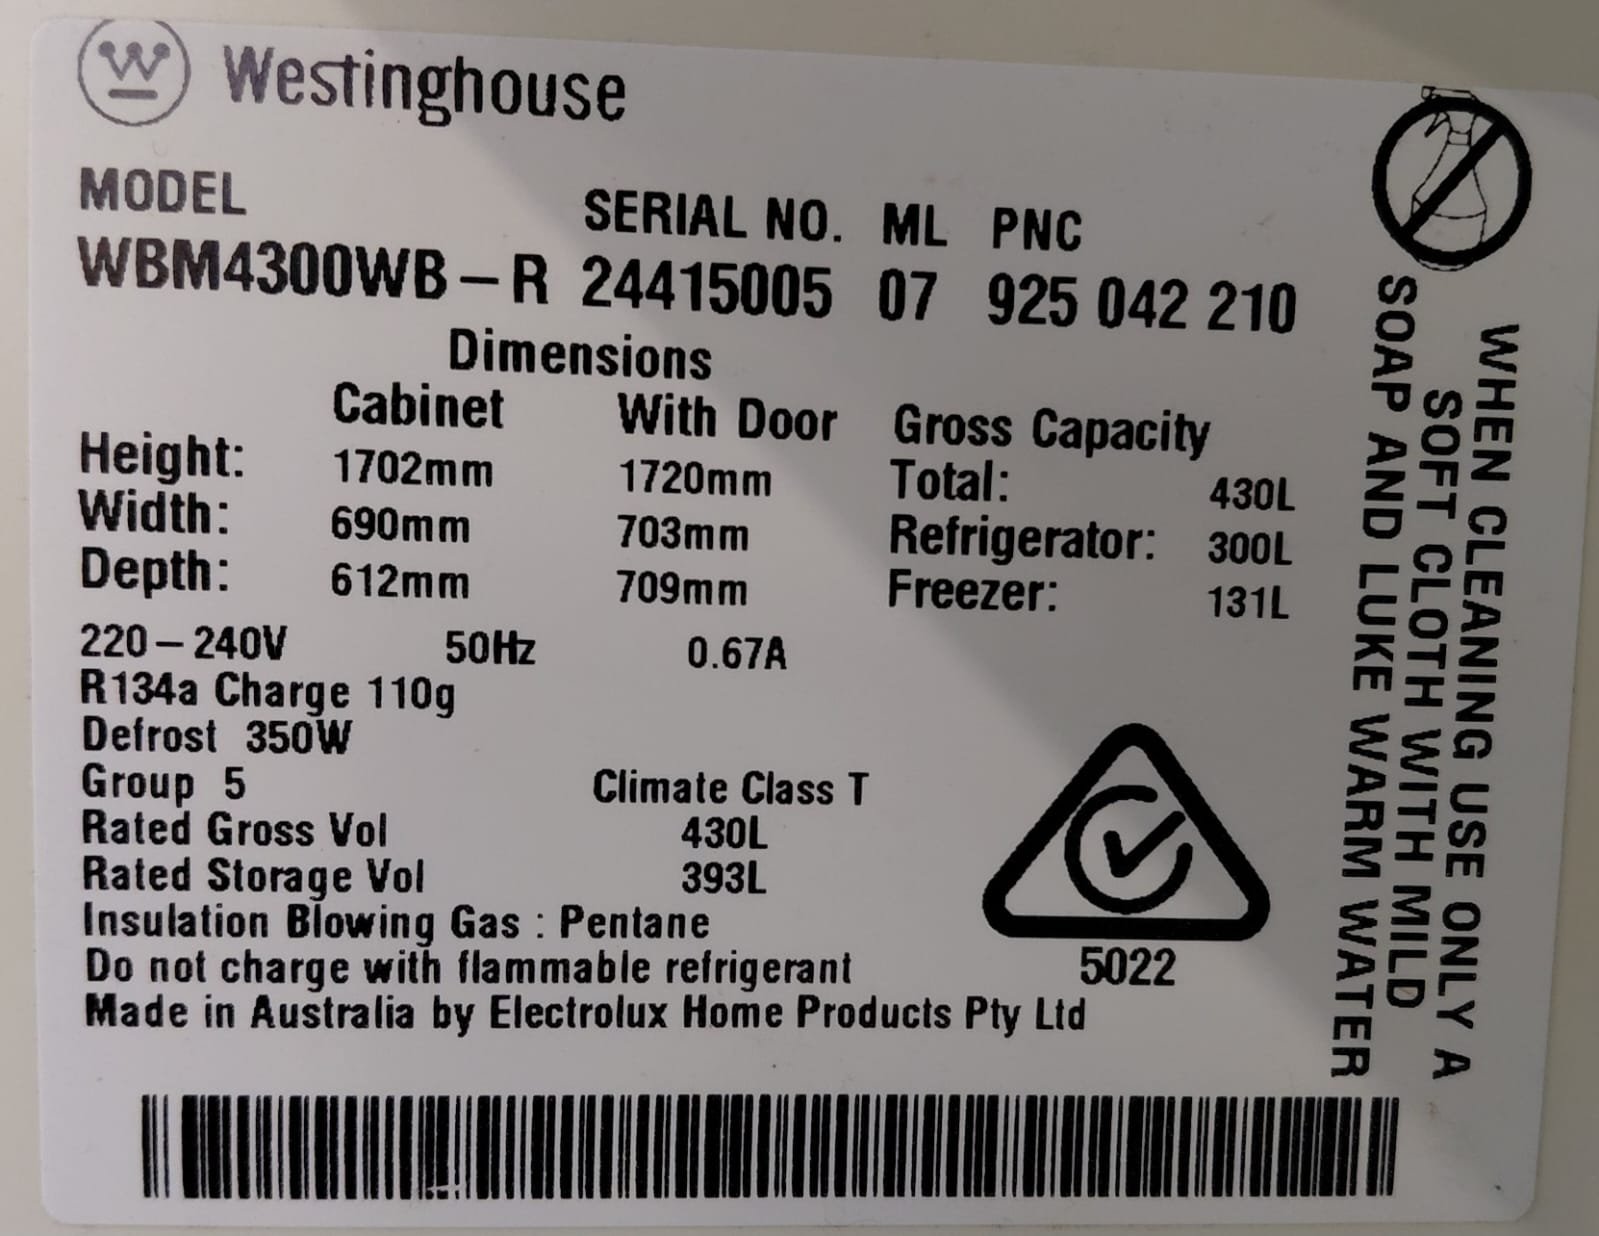 Westinghouse
MODEL SERIAL NO. ML PNC
WBM4300WB-R 24415005 07 925 042 210
Dimensions
Cabinet With Door Gross Capacity
Height: 1702mm 1720mm Total: 430L
Width: 690mm 703mm Refrigerator: 300L
Depth: 612mm 709mm Freezer: 131L
220-240V 50Hz 0.67A
R134a Charge 110g
Defrost 350W
Group 5 Climate Class T
Rated Gross Vol 430L
Rated Storage Vol 393L
Insulation Blowing Gas : Pentane
Do not charge with flammable refrigerant
Made in Australia by Electrolux Home Products Pty Ltd
5022
WHEN CLEANING USE ONLY A
SOFT CLOTH WITH MILD
SOAP AND LUKE WARM WATER